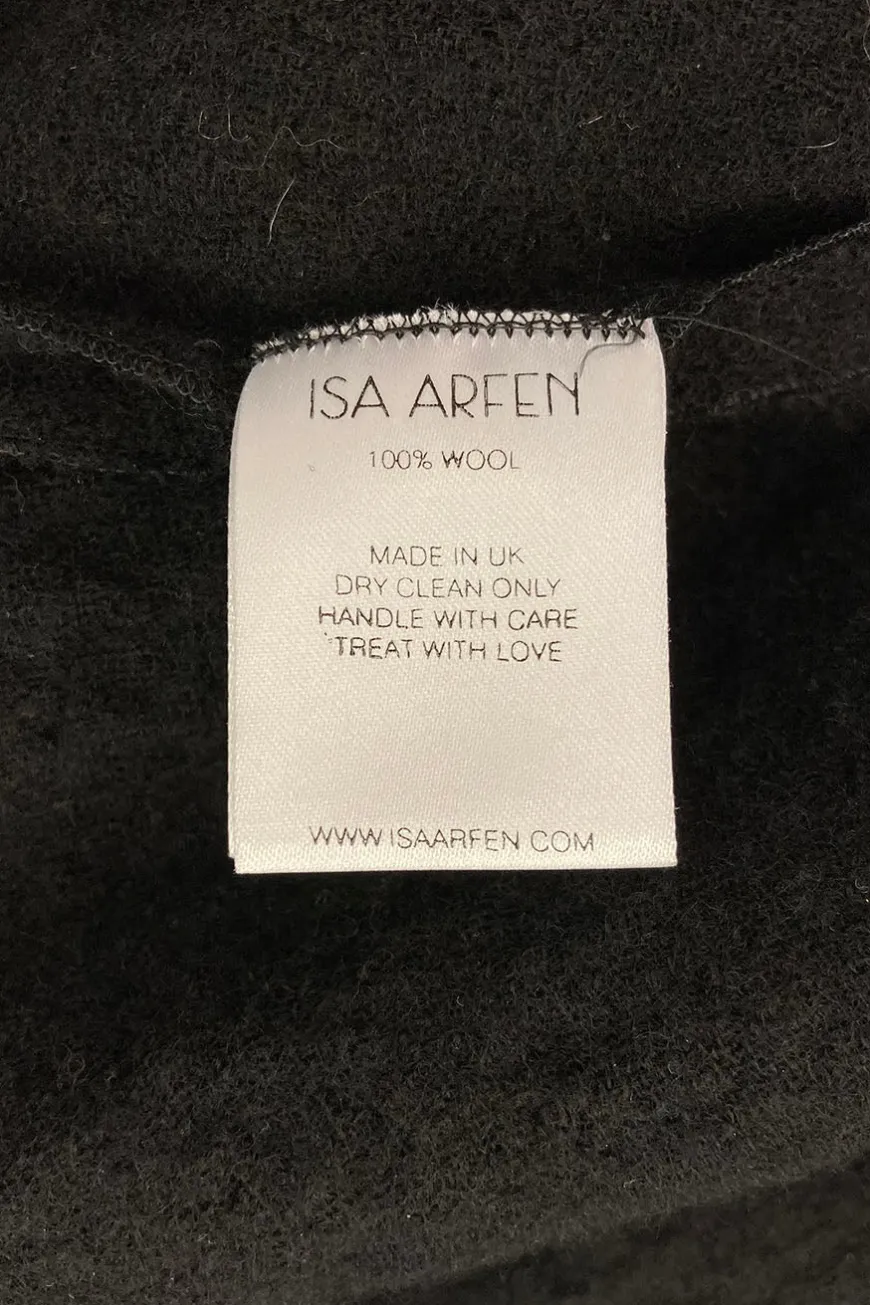 ISA ARFEN
100% WOOL
MADE IN UK
DRY CLEAN ONLY
HANDLE WITH CARE
TREAT WITH LOVE
WWW.ISAARFEN.COM